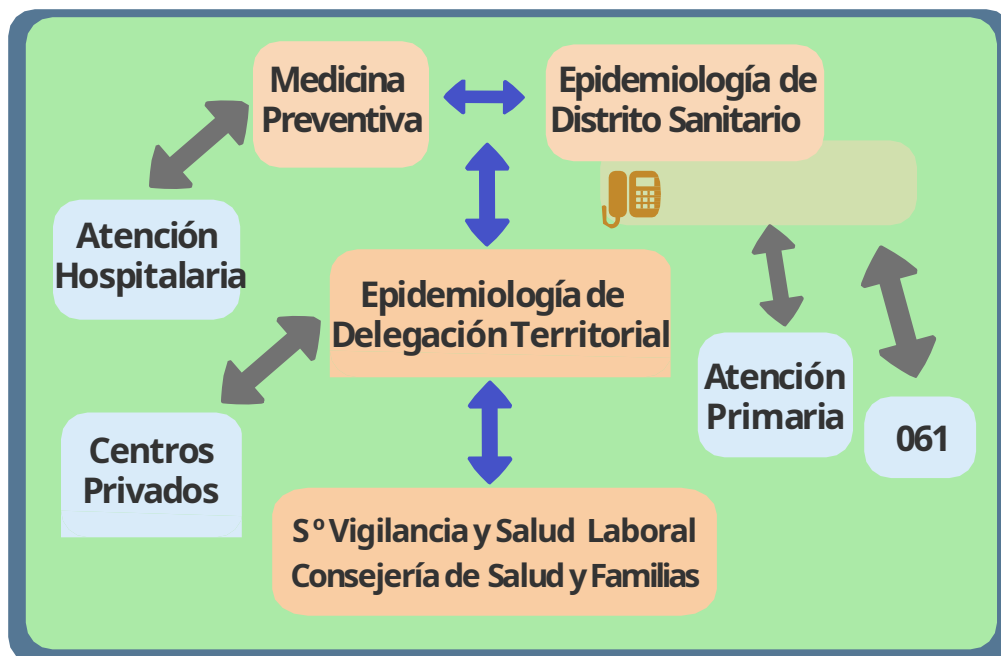 Medicina
Preventiva
Epidemiología de
Distrito Sanitario
Atención
Hospitalaria
Epidemiología de
Delegación Territorial
Atención
Primaria
061
Centros
Privados
Sº Vigilancia y Salud Laboral
Consejería de Salud y Familias